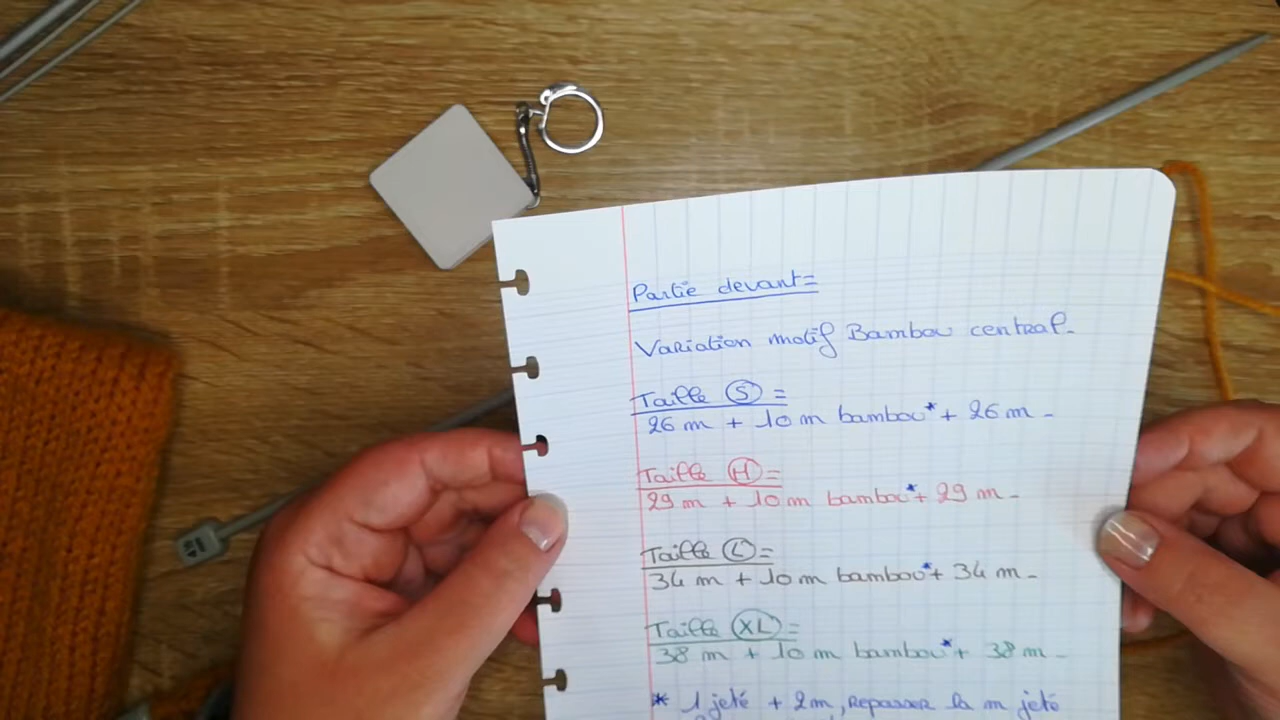 Partie devant =
Variation motif Bambou central.
Taille S =
26 m + 10 m bambou* + 26 m -
Taille M =
29 m + 10 m bambou* + 29 m -
Taille L =
34 m + 10 m bambou* + 34 m -
Taille XL =
38 m + 10 m bambou* + 38 m -
* 1 jeté + 2m, repasser la m jeté